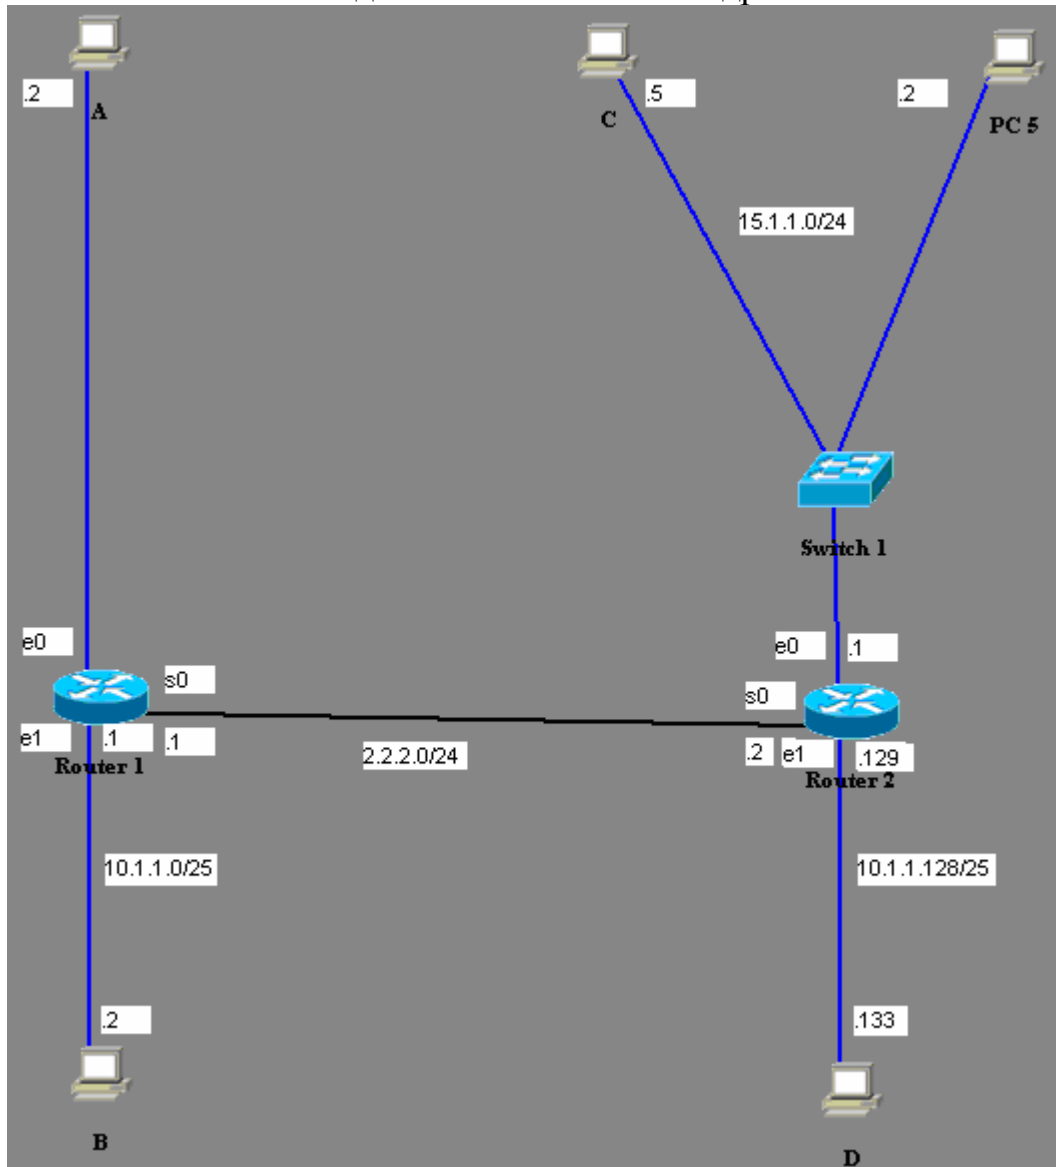 .2
A
C
.5
.2
PC 5
15.1.1.0/24
Switch 1
e0
s0
e1
.1
.1
Router 1
2.2.2.0/24
e0
.1
s0
.2
e1
.129
Router 2
10.1.1.0/25
10.1.1.128/25
.2
.133
B
D